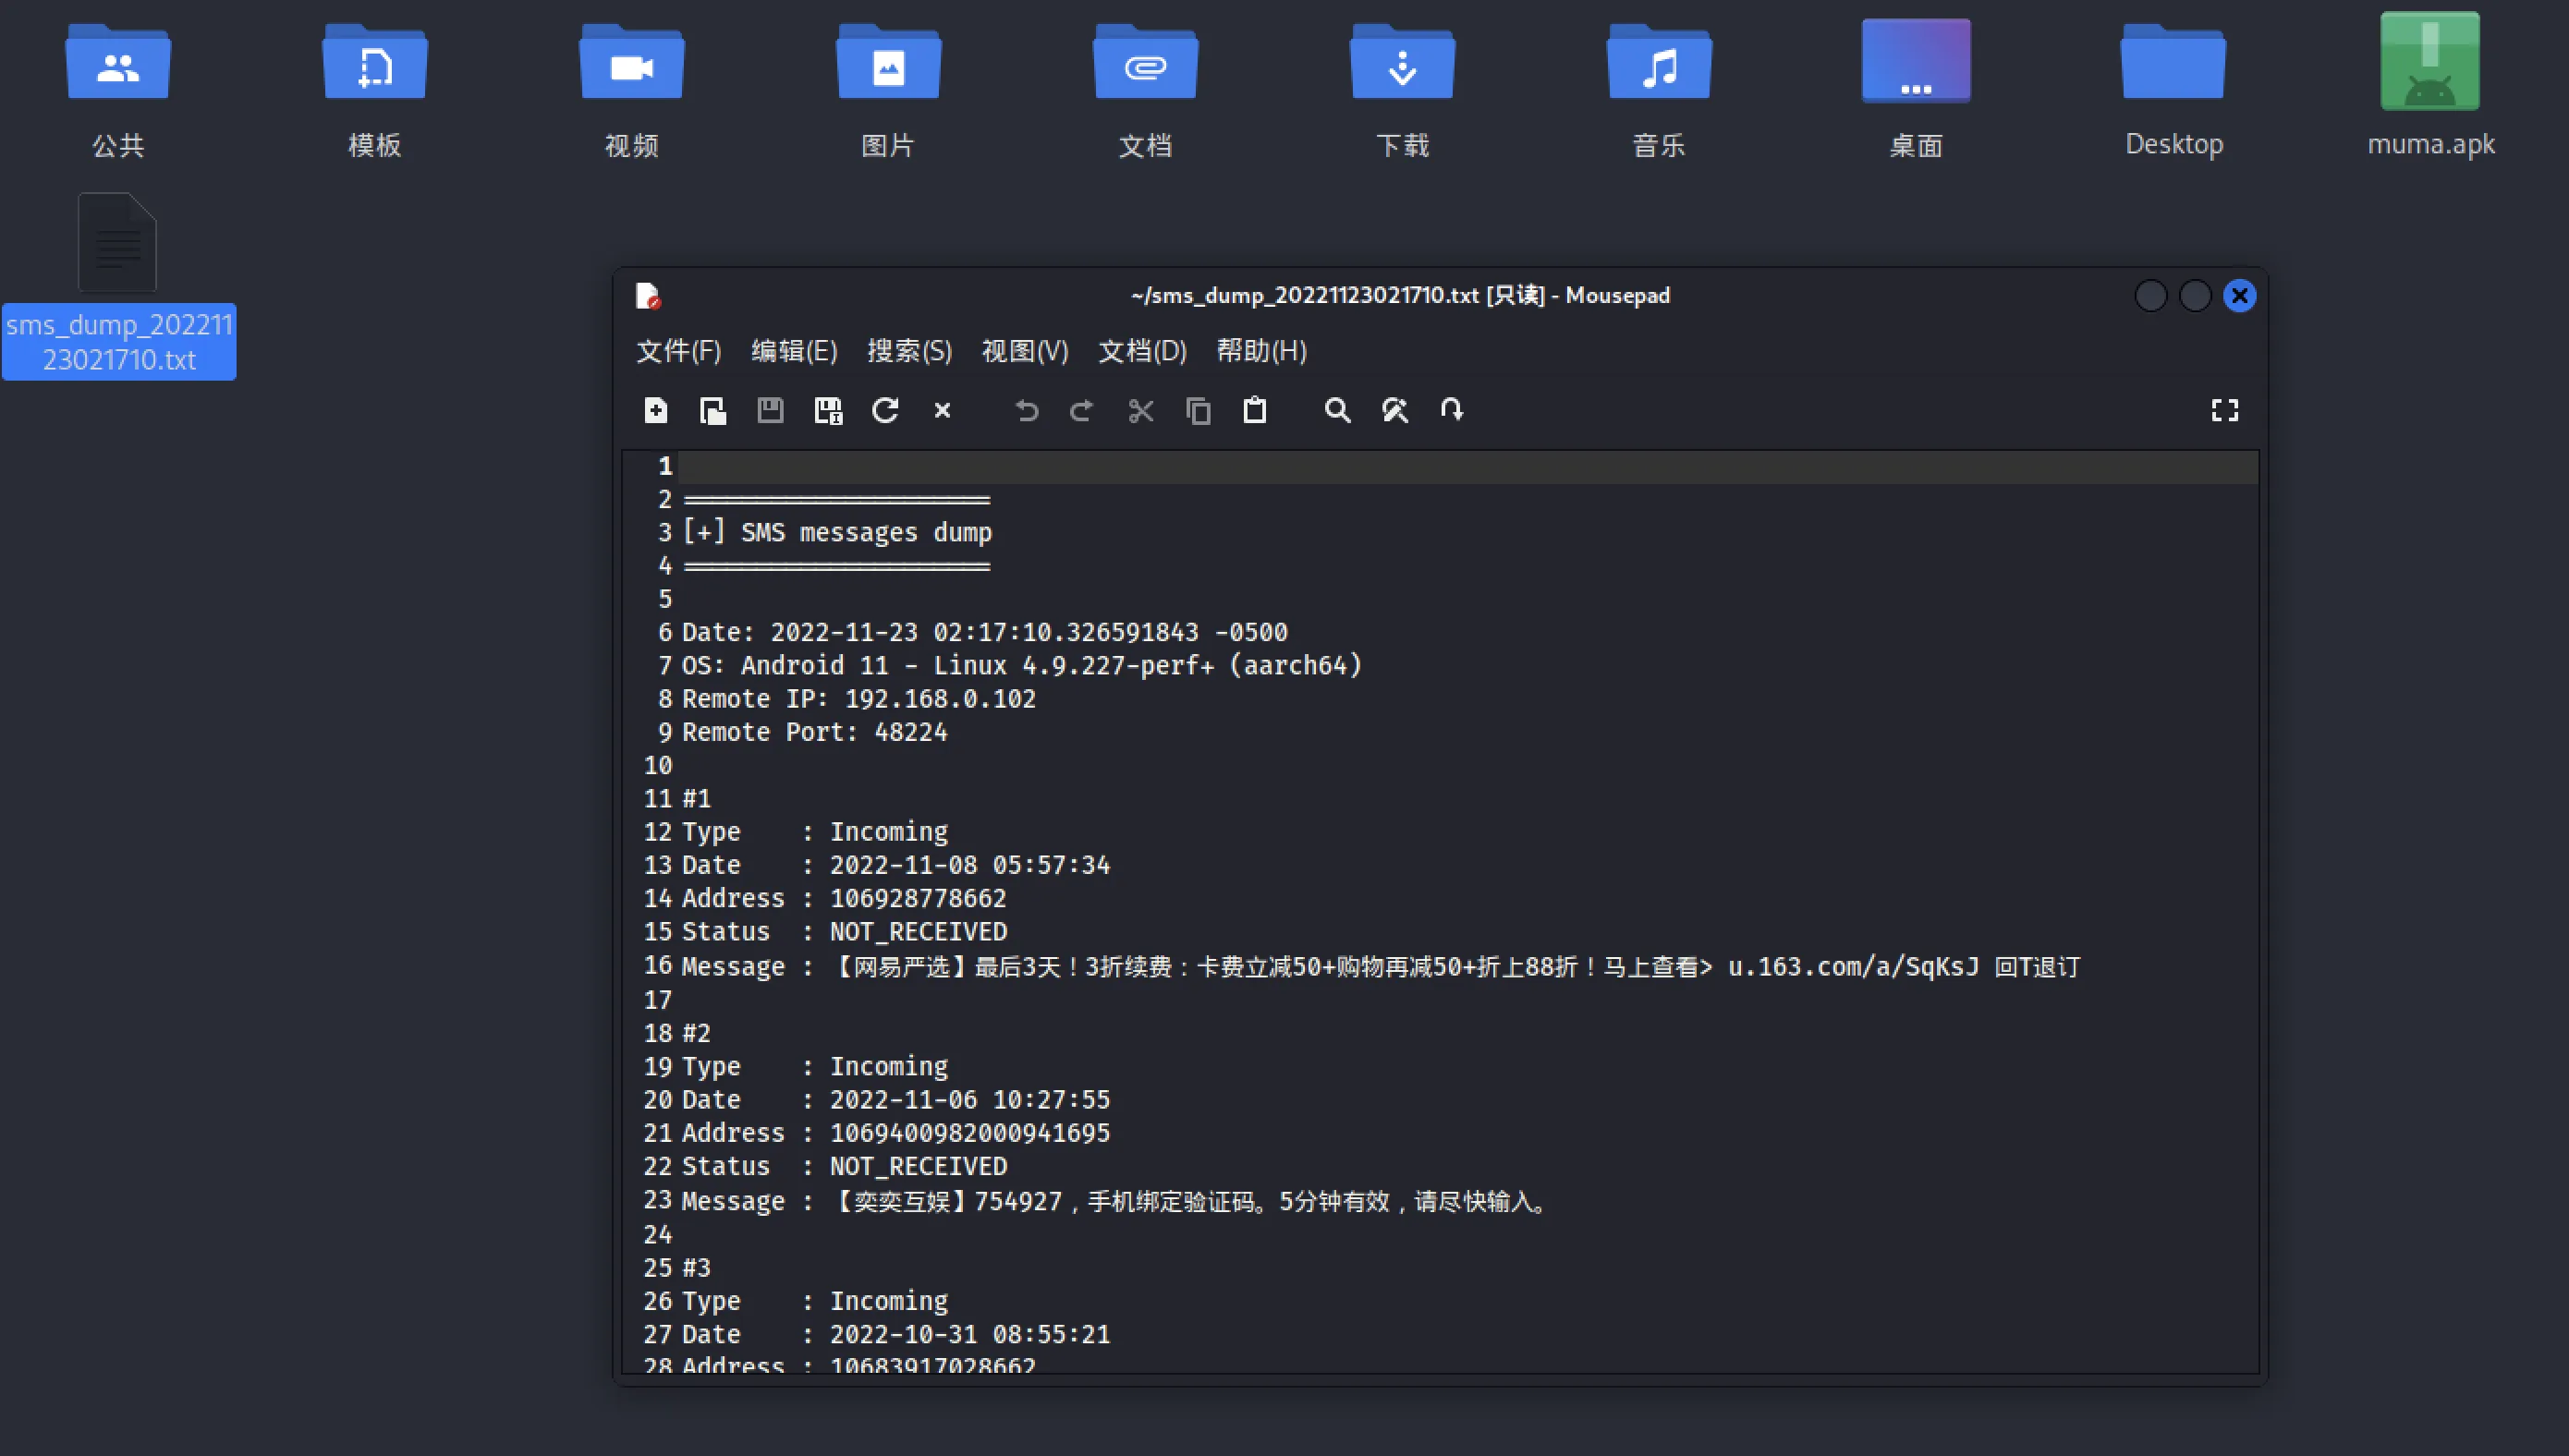 公共
模板
视频
图片
文档
下载
音乐
桌面
Desktop
muma.apk
sms_dump_202211
23021710.txt
~/sms_dump_20221123021710.txt [只读] - Mousepad
文件(F) 编辑(E) 搜索(S) 视图(V) 文档(D) 帮助(H)
1
2 =====================
3 [+] SMS messages dump
4 =====================
5
6 Date: 2022-11-23 02:17:10.326591843 -0500
7 OS: Android 11 - Linux 4.9.227-perf+ (aarch64)
8 Remote IP: 192.168.0.102
9 Remote Port: 48224
10
11 #1
12 Type    : Incoming
13 Date    : 2022-11-08 05:57:34
14 Address : 106928778662
15 Status  : NOT_RECEIVED
16 Message : 【网易严选】最后3天！3折续费：卡费立减50+购物再减50+折上88折！马上查看> u.163.com/a/SqKsJ 回T退订
17
18 #2
19 Type    : Incoming
20 Date    : 2022-11-06 10:27:55
21 Address : 1069400982000941695
22 Status  : NOT_RECEIVED
23 Message : 【奕奕互娱】754927，手机绑定验证码。5分钟有效，请尽快输入。
24
25 #3
26 Type    : Incoming
27 Date    : 2022-10-31 08:55:21
28 Address : 10683917028662